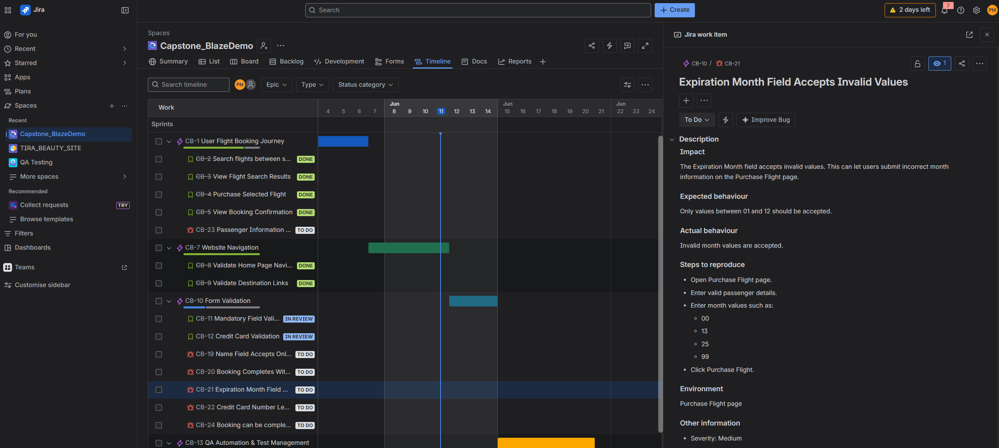 Jira
Search
Create
2 days left
7
PM
For you
Recent
Starred
Apps
Plans
Spaces
Recent
Capstone_BlazeDemo
TIRA_BEAUTY_SITE
QA Testing
More spaces
Recommended
Collect requests TRY
Browse templates
Filters
Dashboards
Teams
Customise sidebar
Spaces
Capstone_BlazeDemo
Summary List Board Backlog Development Forms Timeline Docs Reports
Search timeline PM Epic Type Status category
Work
Jun Jun Jun
4 5 6 7 8 9 10 11 12 13 14 15 16 17 18 19 20 21 22 23 24
Sprints
CB-1 User Flight Booking Journey
CB-2 Search flights between s... DONE
CB-3 View Flight Search Results DONE
CB-4 Purchase Selected Flight DONE
CB-5 View Booking Confirmation DONE
CB-23 Passenger Information ... TO DO
CB-7 Website Navigation
CB-8 Validate Home Page Navi... DONE
CB-9 Validate Destination Links DONE
CB-10 Form Validation
CB-11 Mandatory Field Vali... IN REVIEW
CB-12 Credit Card Validation IN REVIEW
CB-19 Name Field Accepts Onl... TO DO
CB-20 Booking Completes Wit... TO DO
CB-21 Expiration Month Field ... TO DO
CB-22 Credit Card Number Le... TO DO
CB-24 Booking can be comple... TO DO
CB-13 QA Automation & Test Management
Jira work item
CB-10 / CB-21
1
Expiration Month Field Accepts Invalid Values
To Do Improve Bug
Description
Impact
The Expiration Month field accepts invalid values. This can let users submit incorrect month
information on the Purchase Flight page.
Expected behaviour
Only values between 01 and 12 should be accepted.
Actual behaviour
Invalid month values are accepted.
Steps to reproduce
• Open Purchase Flight page.
• Enter valid passenger details.
• Enter month values such as:
◦ 00
◦ 13
◦ 25
◦ 99
• Click Purchase Flight.
Environment
Purchase Flight page
Other information
• Severity: Medium